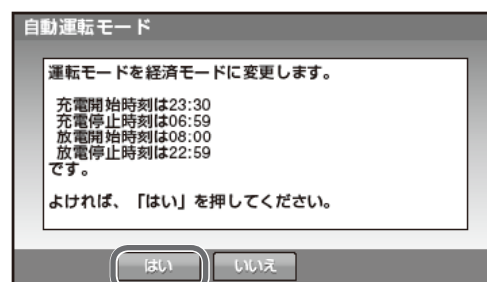 自動運転モード
運転モードを経済モードに変更します。
充電開始時刻は23:30
充電停止時刻は06:59
放電開始時刻は08:00
放電停止時刻は22:59
です。
よければ、「はい」を押してください。
はい いいえ